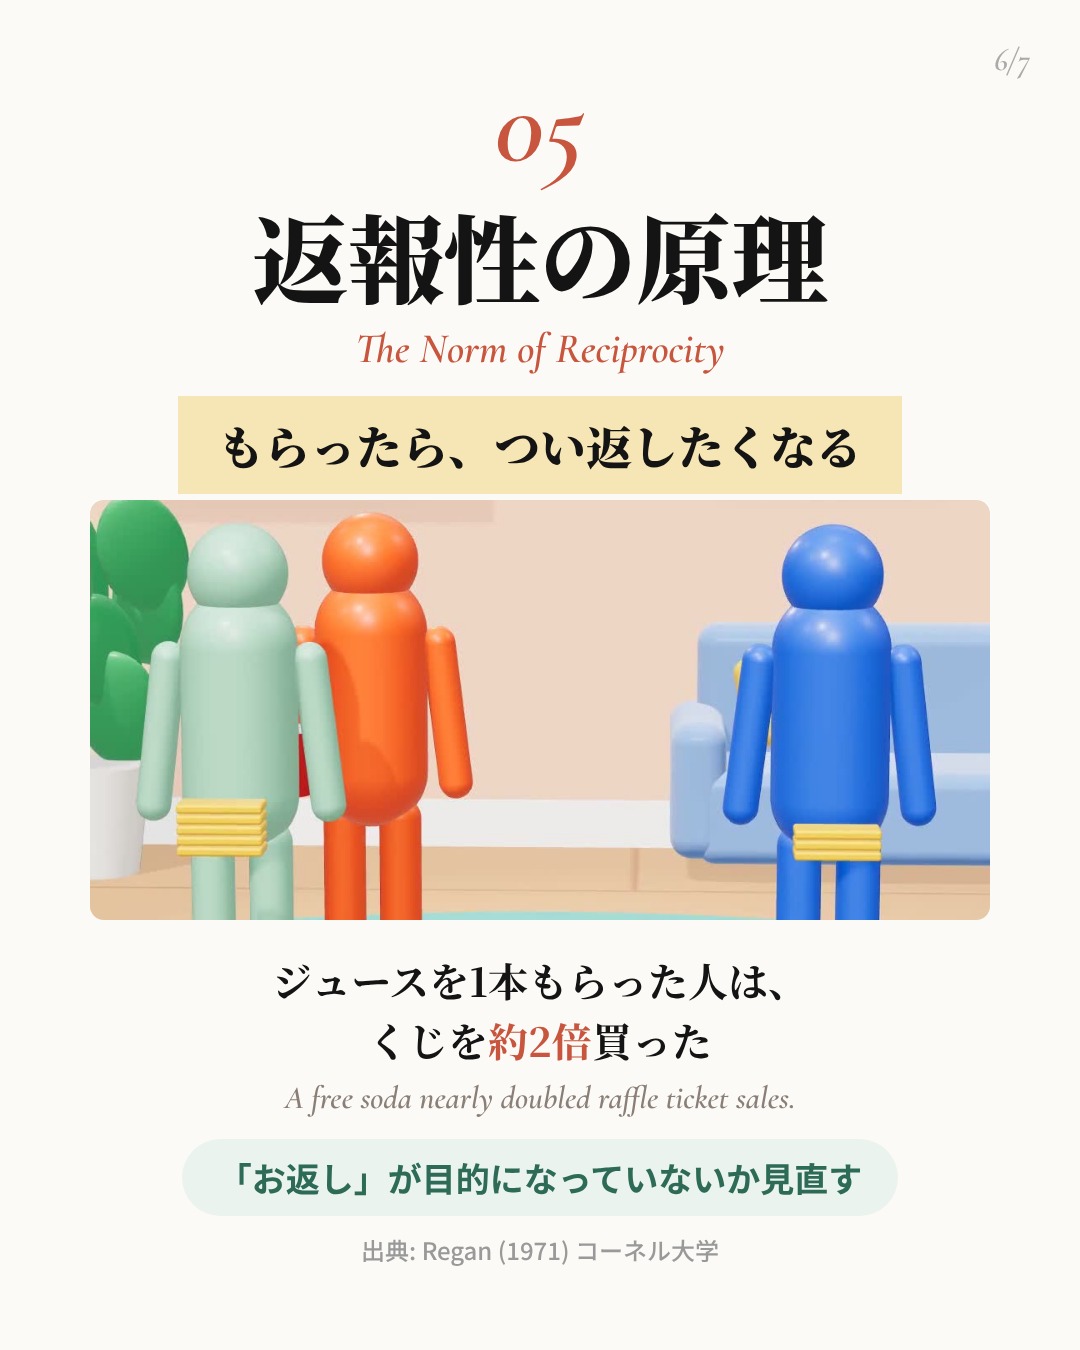 6/7
05
返報性の原理
The Norm of Reciprocity
もらったら、つい返したくなる
ジュースを1本もらった人は、
くじを約2倍買った
A free soda nearly doubled raffle ticket sales.
「お返し」が目的になっていないか見直す
出典: Regan (1971) コーネル大学